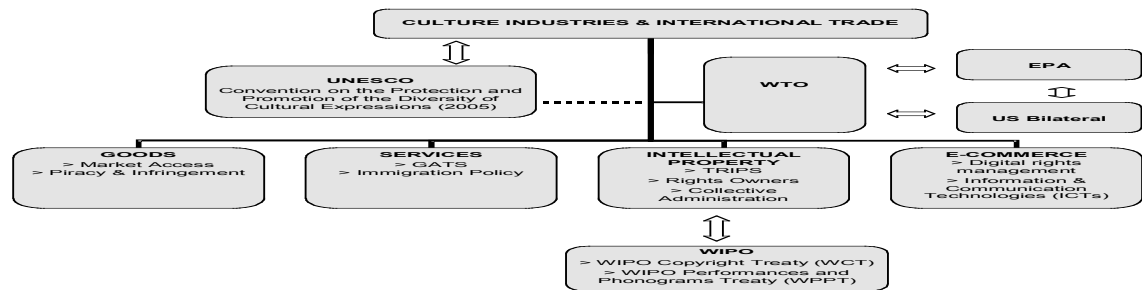 CULTURE INDUSTRIES & INTERNATIONAL TRADE
UNESCO
Convention on the Protection and
Promotion of the Diversity of
Cultural Expressions (2005)
WTO
EPA
US Bilateral
GOODS
> Market Access
> Piracy & Infringement
SERVICES
> GATS
> Immigration Policy
INTELLECTUAL
PROPERTY
> TRIPS
> Rights Owners
> Collective
Administration
E-COMMERCE
> Digital rights
management
> Information &
Communication
Technologies (ICTs)
WIPO
> WIPO Copyright Treaty (WCT)
> WIPO Performances and
Phonograms Treaty (WPPT)